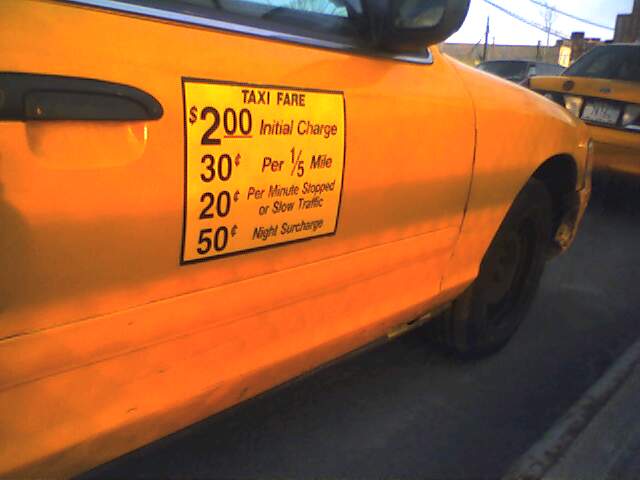 TAXI FARE
$2.00 Initial Charge
30¢ Per 1/5 Mile
20¢ Per Minute Stopped
or Slow Traffic
50¢ Night Surcharge